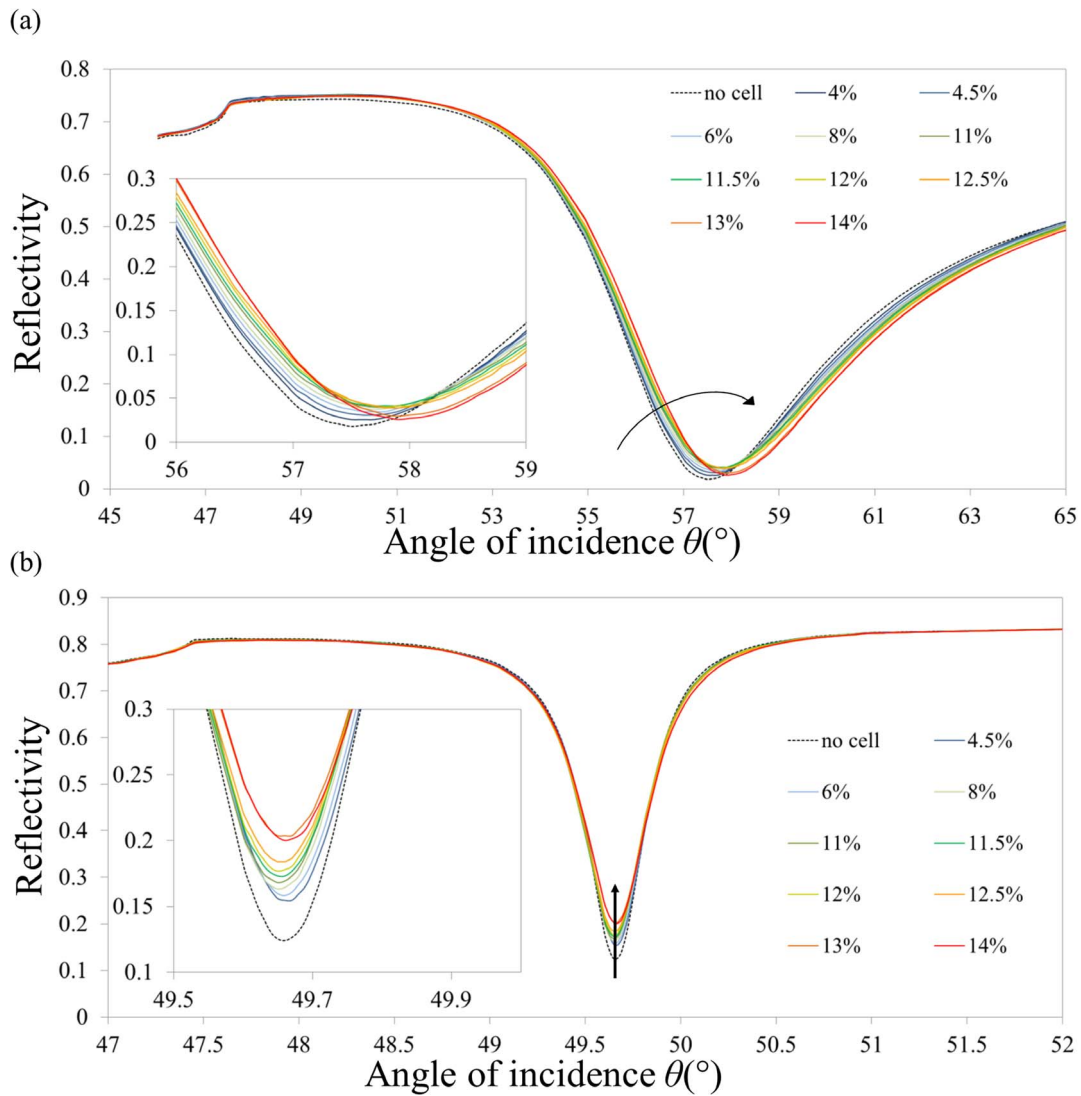 (a)
Reflectivity
0.8
0.7
0.6
0.5
0.4
0.3
0.2
0.1
0
no cell 4% 4.5%
6% 8% 11%
11.5% 12% 12.5%
13% 14%
0.3
0.25
0.2
0.15
0.1
0.05
0
56 57 58 59
45 47 49 51 53 55 57 59 61 63 65
Angle of incidence θ(°)
(b)
Reflectivity
0.9
0.8
0.7
0.6
0.5
0.4
0.3
0.2
0.1
0
0.3
0.25
0.2
0.15
0.1
49.5 49.7 49.9
no cell 4.5%
6% 8%
11% 11.5%
12% 12.5%
13% 14%
47 47.5 48 48.5 49 49.5 50 50.5 51 51.5 52
Angle of incidence θ(°)